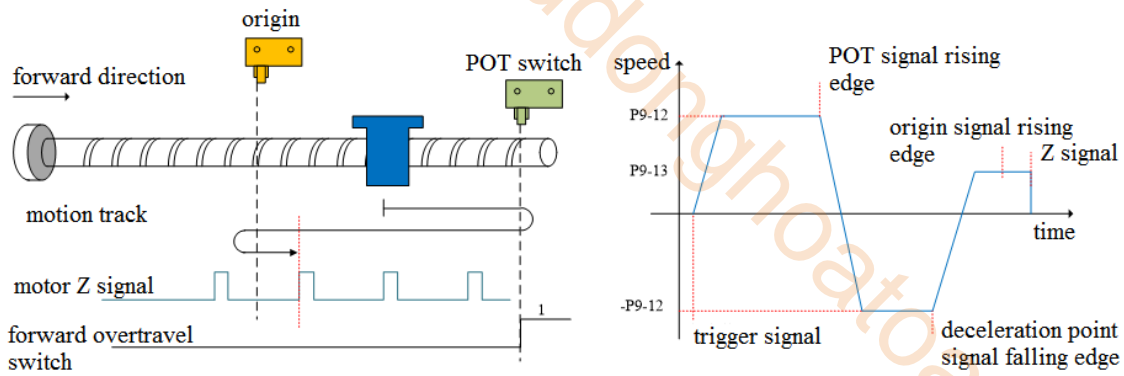 origin
forward direction
POT switch
motion track
motor Z signal
forward overtravel
switch
1
speed
POT signal rising
edge
P9-12
origin signal rising
edge
Z signal
P9-13
time
-P9-12
trigger signal
deceleration point
signal falling edge
adonghoatoo